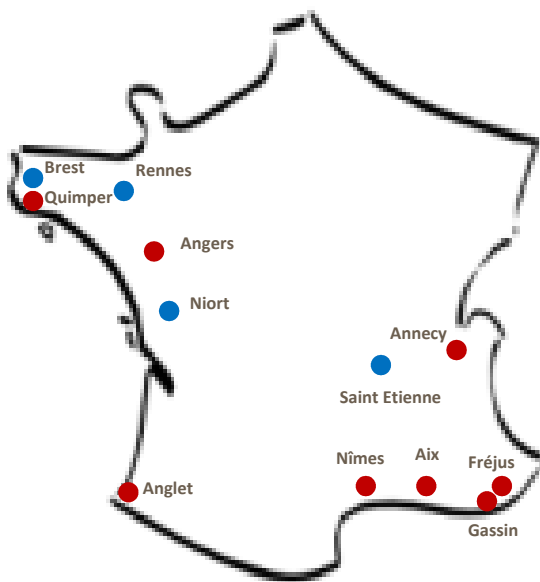 Brest
Rennes
Quimper
Angers
Niort
Annecy
Saint Etienne
Nîmes
Aix
Fréjus
Anglet
Gassin